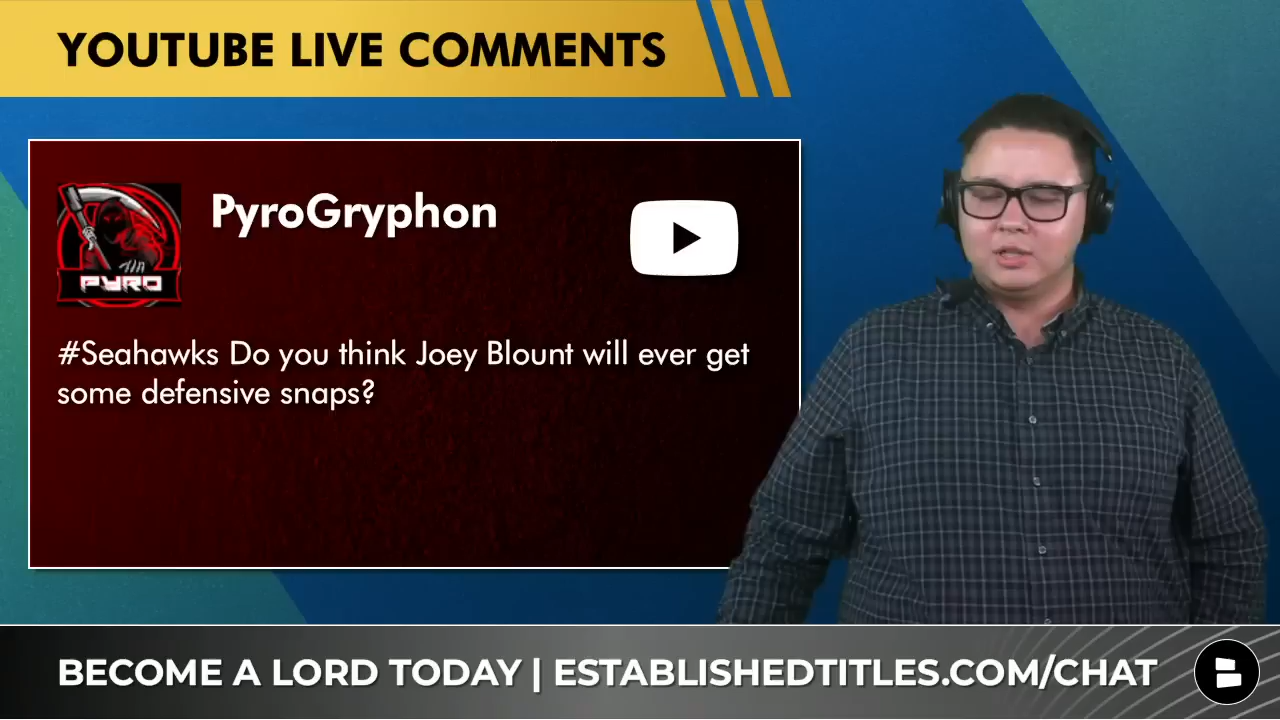 YOUTUBE LIVE COMMENTS
PyroGryphon
PYRO
#Seahawks Do you think Joey Blount will ever get
some defensive snaps?
BECOME A LORD TODAY | ESTABLISHEDTITLES.COM/CHAT